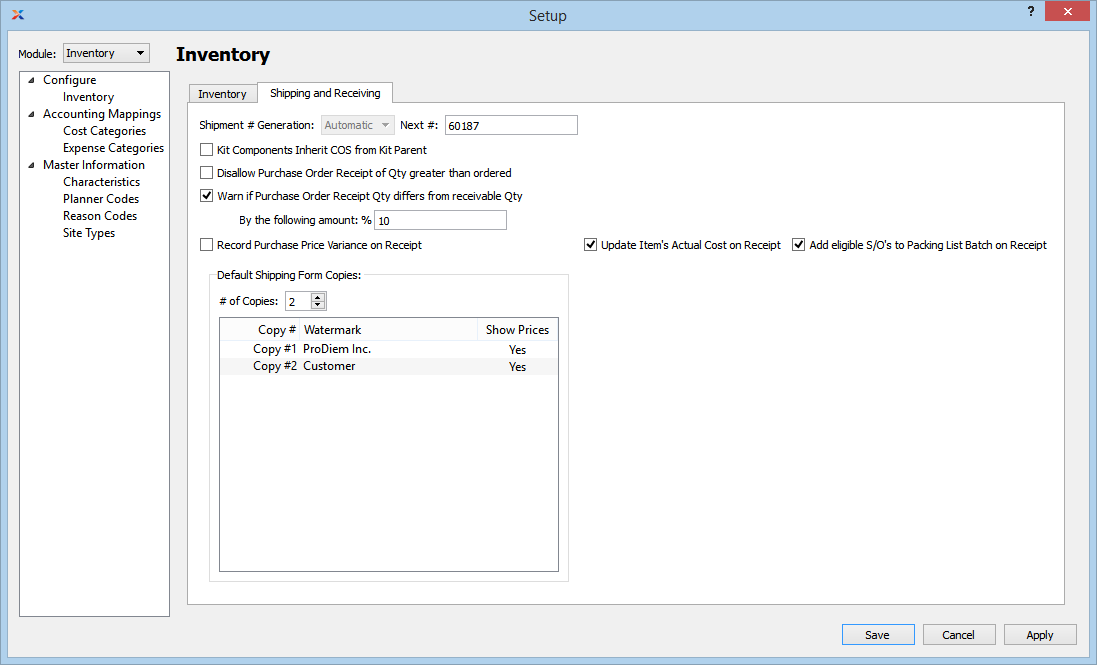 Setup
?
Module: Inventory
Inventory
Configure
Inventory
Accounting Mappings
Cost Categories
Expense Categories
Master Information
Characteristics
Planner Codes
Reason Codes
Site Types
Inventory Shipping and Receiving
Shipment # Generation: Automatic Next #: 60187
Kit Components Inherit COS from Kit Parent
Disallow Purchase Order Receipt of Qty greater than ordered
Warn if Purchase Order Receipt Qty differs from receivable Qty
By the following amount: % 10
Record Purchase Price Variance on Receipt Update Item's Actual Cost on Receipt Add eligible S/O's to Packing List Batch on Receipt
Default Shipping Form Copies:
# of Copies: 2
Copy # Watermark Show Prices
Copy #1 ProDiem Inc. Yes
Copy #2 Customer Yes
Save Cancel Apply